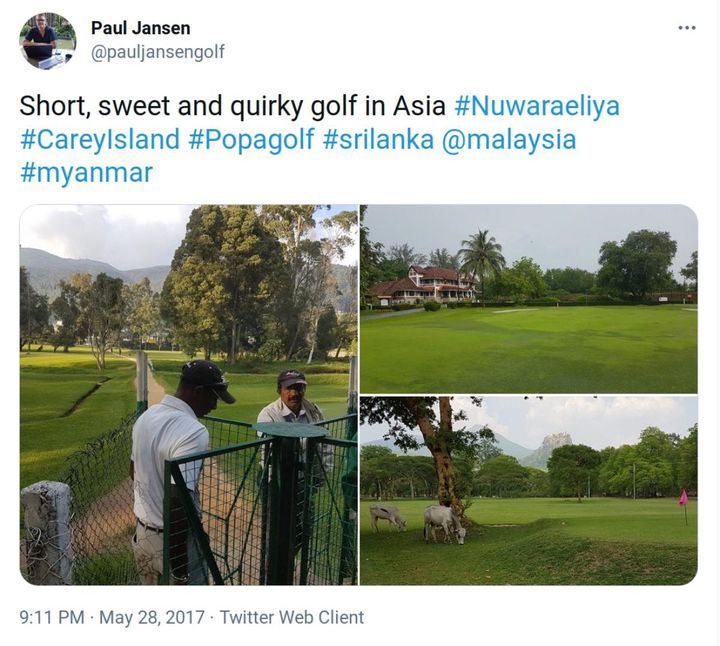 Paul Jansen
@pauljansengolf
Short, sweet and quirky golf in Asia #Nuwaraeliya
#CareyIsland #Popagolf #srilanka @malaysia
#myanmar
9:11 PM · May 28, 2017 · Twitter Web Client